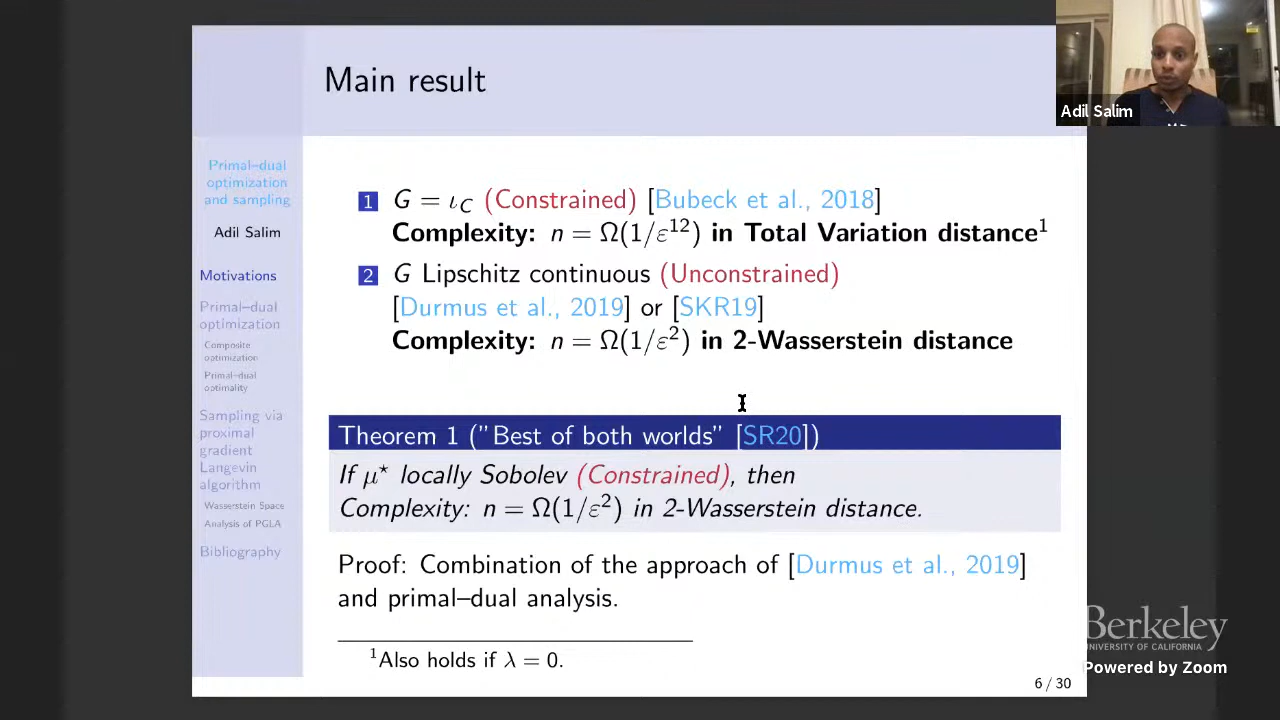 Main result
Adil Salim
Primal–dual
optimization
and sampling
Adil Salim
Motivations
Primal–dual
optimization
Composite
optimization
Primal–dual
optimality
Sampling via
proximal
gradient
Langevin
algorithm
Wasserstein Space
Analysis of PGLA
Bibliography
1 G = ι_C (Constrained) [Bubeck et al., 2018]
Complexity: n = Ω(1/ε¹²) in Total Variation distance¹
2 G Lipschitz continuous (Unconstrained)
[Durmus et al., 2019] or [SKR19]
Complexity: n = Ω(1/ε²) in 2-Wasserstein distance
Theorem 1 ("Best of both worlds" [SR20])
If μ⋆ locally Sobolev (Constrained), then
Complexity: n = Ω(1/ε²) in 2-Wasserstein distance.
Proof: Combination of the approach of [Durmus et al., 2019]
and primal–dual analysis.
¹Also holds if λ = 0.
6 / 30
Berkeley
UNIVERSITY OF CALIFORNIA
Powered by Zoom